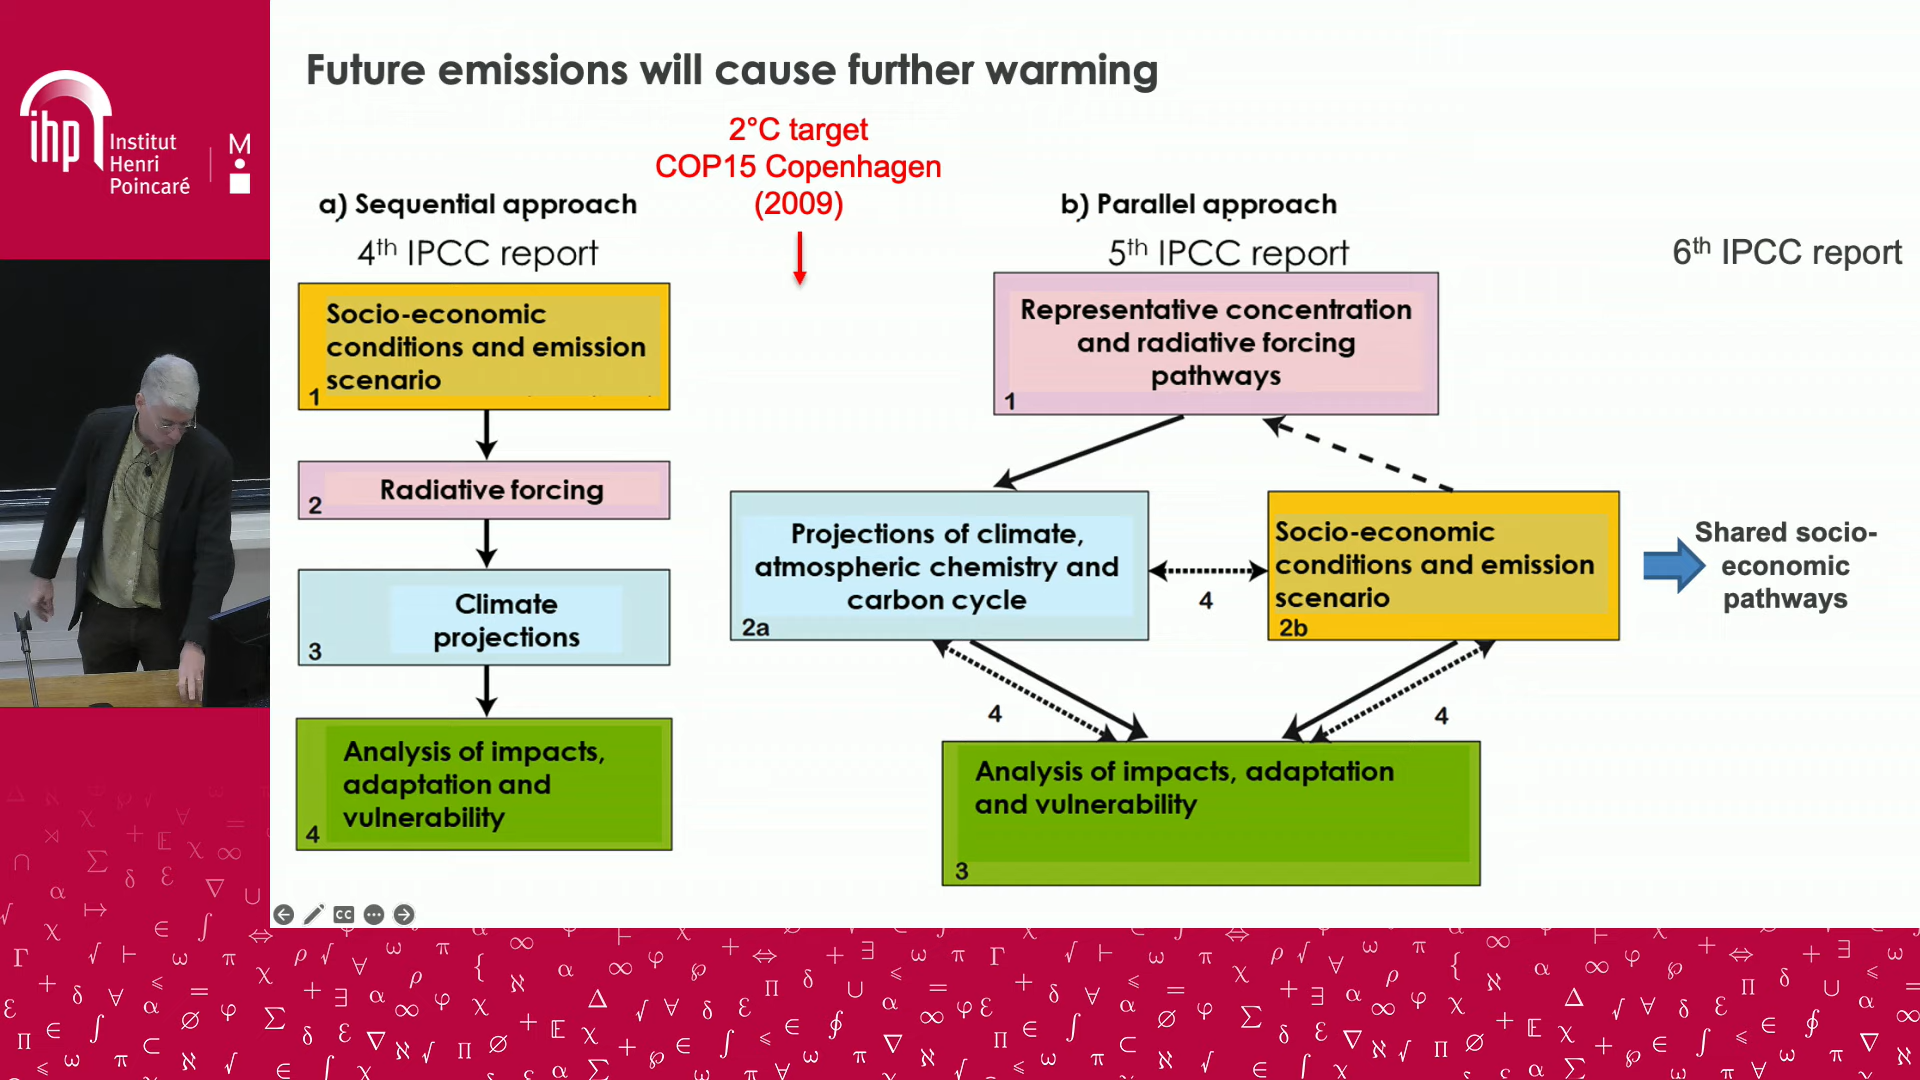 Future emissions will cause further warming
ihp
Institut
Henri
Poincaré
M
2°C target
COP15 Copenhagen
(2009)
a) Sequential approach
4th IPCC report
b) Parallel approach
5th IPCC report
6th IPCC report
Socio-economic
conditions and emission
scenario
1
Radiative forcing
2
Climate
projections
3
Analysis of impacts,
adaptation and
vulnerability
4
Representative concentration
and radiative forcing
pathways
1
Projections of climate,
atmospheric chemistry and
carbon cycle
2a
4
Socio-economic
conditions and emission
scenario
2b
Shared socio-
economic
pathways
4
4
Analysis of impacts, adaptation
and vulnerability
3
CC